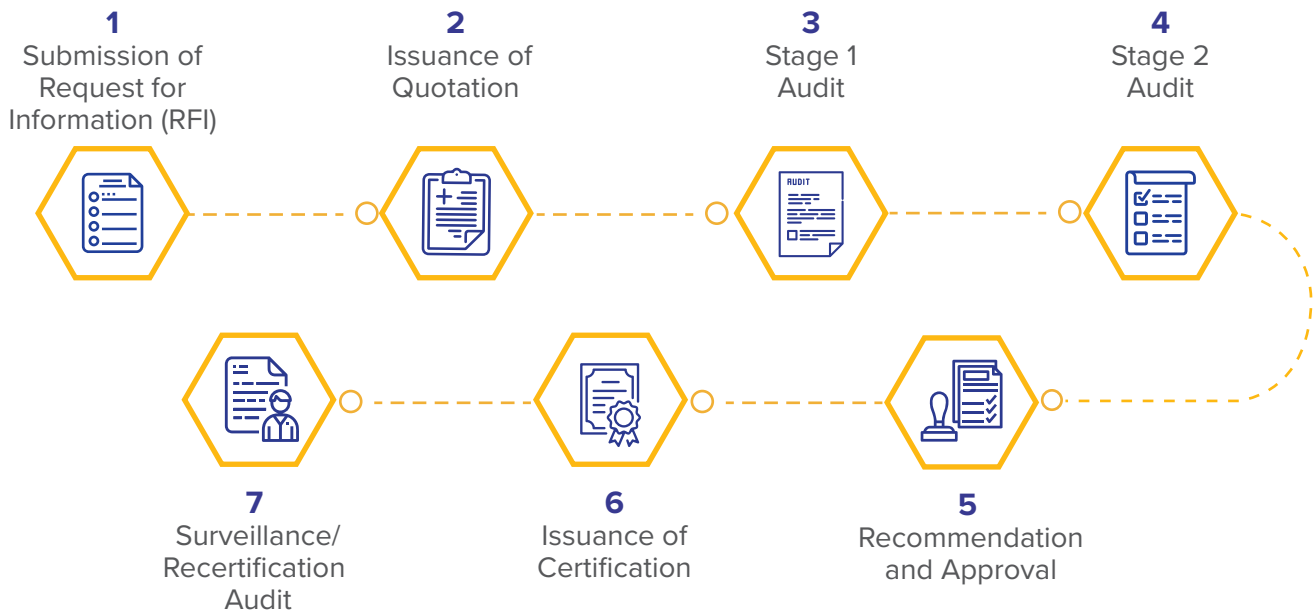 1
Submission of
Request for
Information (RFI)
2
Issuance of
Quotation
3
Stage 1
Audit
4
Stage 2
Audit
AUDIT
5
Recommendation
and Approval
6
Issuance of
Certification
7
Surveillance/
Recertification
Audit